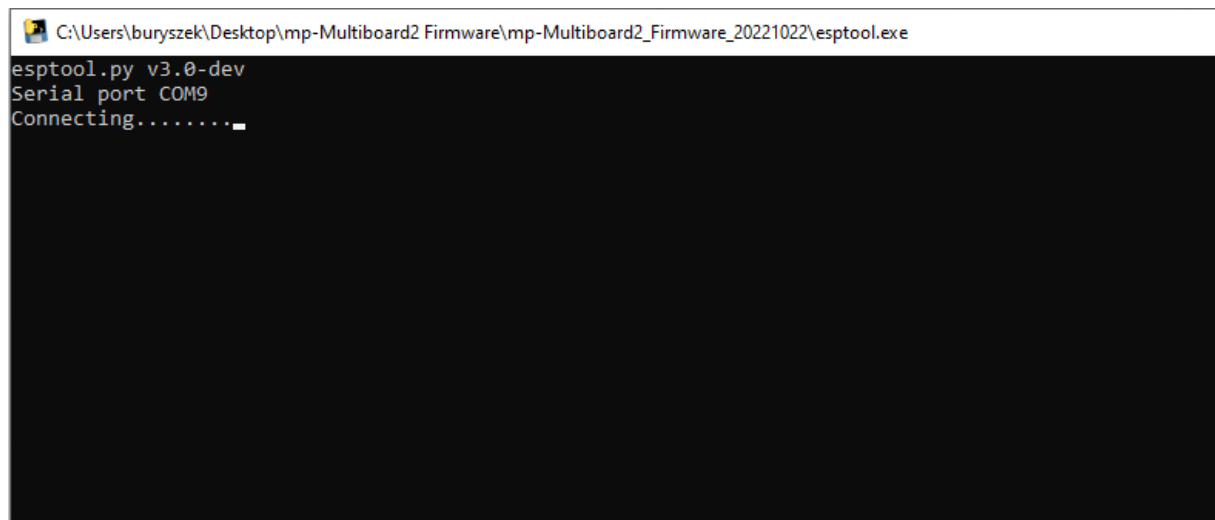 C:\Users\buryszek\Desktop\mp-Multiboard2 Firmware\mp-Multiboard2_Firmware_20221022\esptool.exe
esptool.py v3.0-dev
Serial port COM9
Connecting........